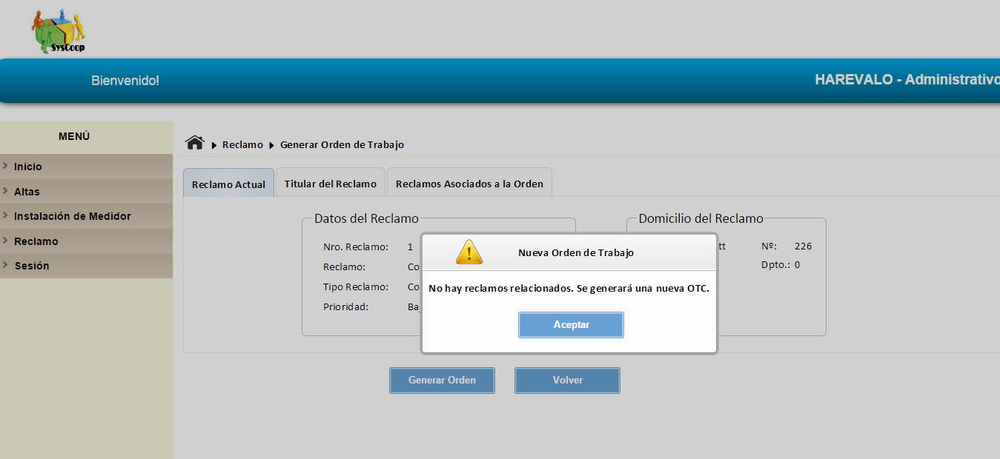 SysCoop
Bienvenido!
HAREVALO - Administrativo
MENÚ
Inicio
Altas
Instalación de Medidor
Reclamo
Sesión
Reclamo Generar Orden de Trabajo
Reclamo Actual Titular del Reclamo Reclamos Asociados a la Orden
Datos del Reclamo
Nro. Reclamo: 1
Reclamo: Co
Tipo Reclamo: Co
Prioridad:
Domicilio del Reclamo
tt Nº: 226
Dpto.: 0
Nueva Orden de Trabajo
No hay reclamos relacionados. Se generará una nueva OTC.
Aceptar
Generar Orden Volver